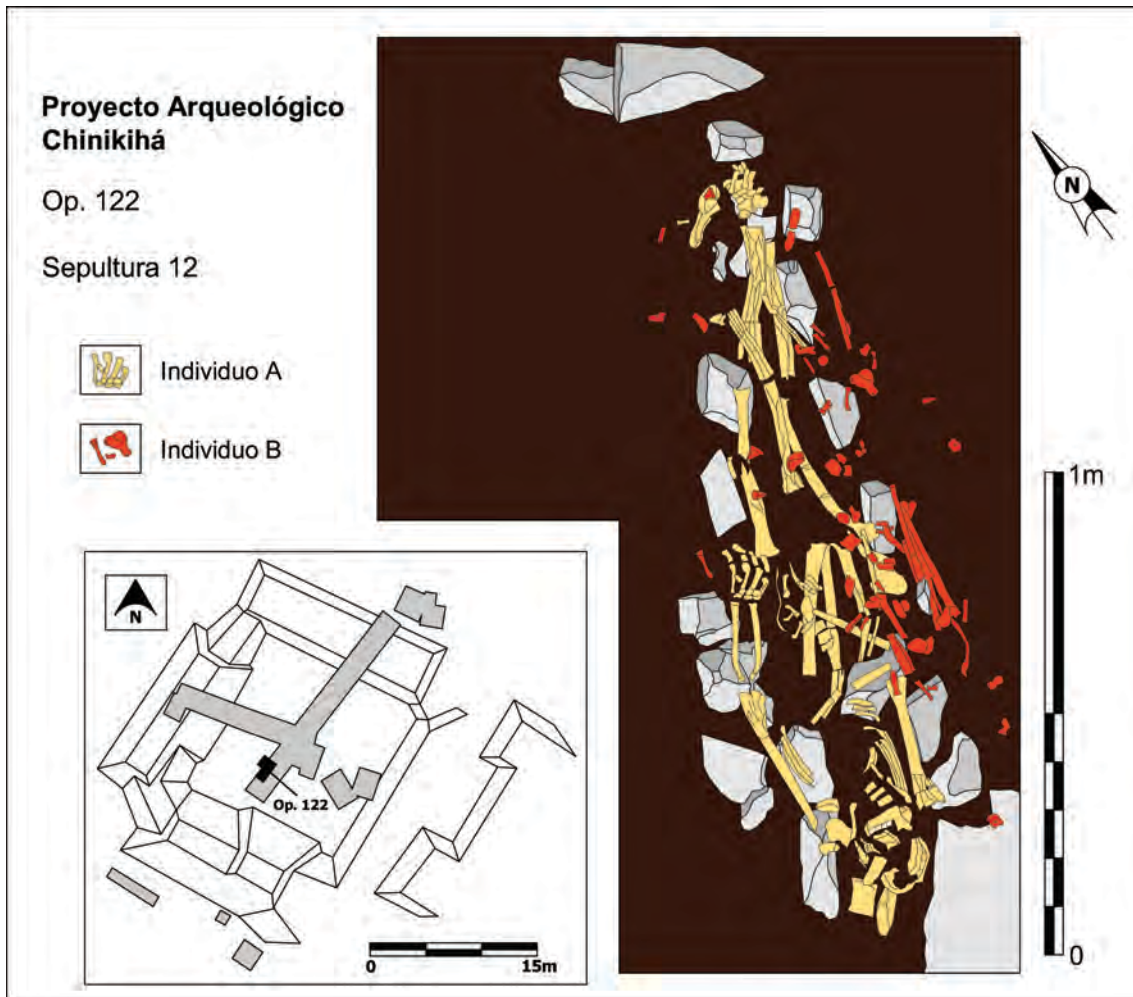 Proyecto Arqueológico
Chinikihá
Op. 122
Sepultura 12
Individuo A
Individuo B
N
1m
0
N
Op. 122
0
15m